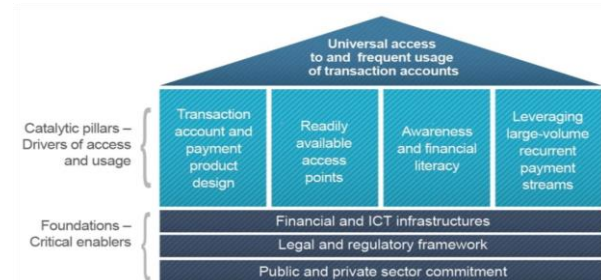 Universal access
to and frequent usage
of transaction accounts
Catalytic pillars –
Drivers of access
and usage
Transaction
account and
payment
product
design
Readily
available
access
points
Awareness
and financial
literacy
Leveraging
large-volume
recurrent
payment
streams
Foundations –
Critical enablers
Financial and ICT infrastructures
Legal and regulatory framework
Public and private sector commitment